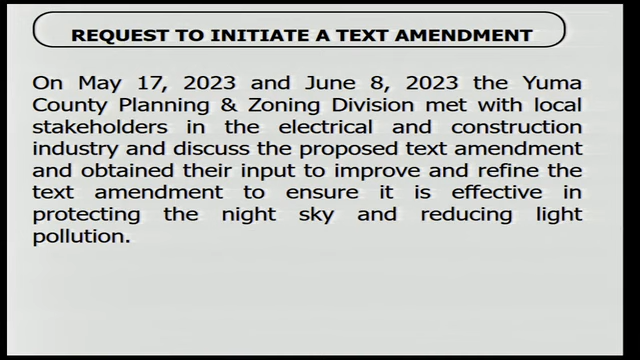 REQUEST TO INITIATE A TEXT AMENDMENT
On May 17, 2023 and June 8, 2023 the Yuma
County Planning & Zoning Division met with local
stakeholders in the electrical and construction
industry and discuss the proposed text amendment
and obtained their input to improve and refine the
text amendment to ensure it is effective in
protecting the night sky and reducing light
pollution.